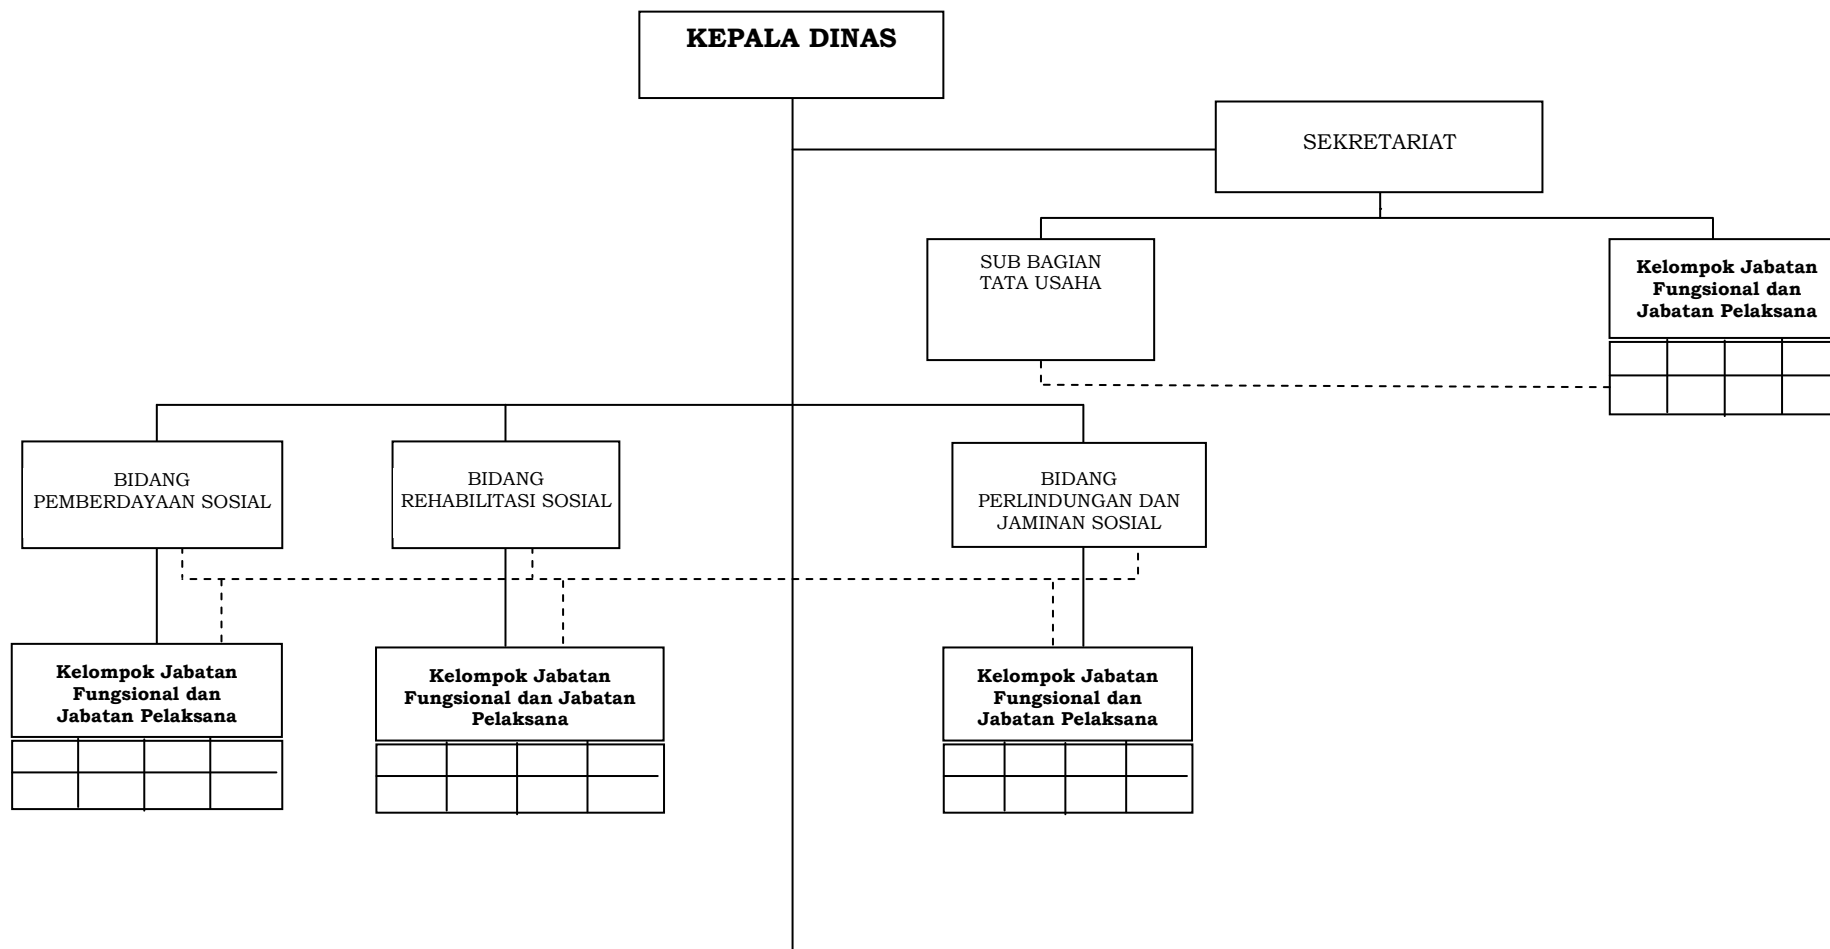 KEPALA DINAS
SEKRETARIAT
SUB BAGIAN
TATA USAHA
Kelompok Jabatan
Fungsional dan
Jabatan Pelaksana
BIDANG
PEMBERDAYAAN SOSIAL
BIDANG
REHABILITASI SOSIAL
BIDANG
PERLINDUNGAN DAN
JAMINAN SOSIAL
Kelompok Jabatan
Fungsional dan
Jabatan Pelaksana
Kelompok Jabatan
Fungsional dan Jabatan
Pelaksana
Kelompok Jabatan
Fungsional dan
Jabatan Pelaksana